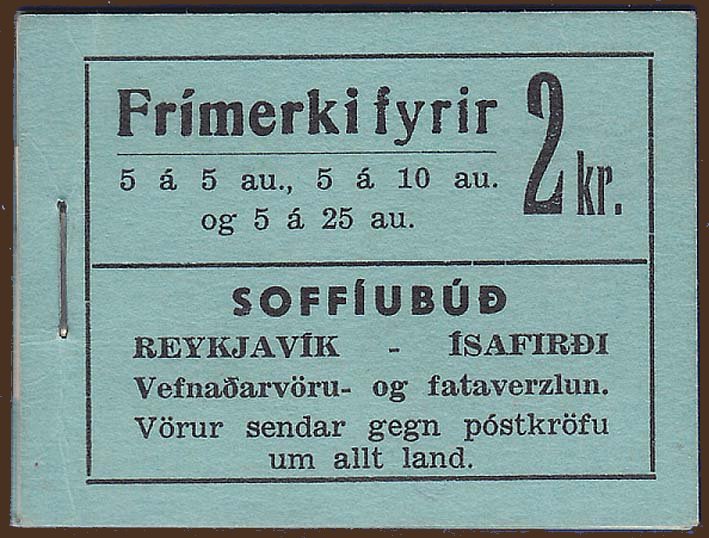 Frímerki fyrir 2 kr.
5 á 5 au., 5 á 10 au.
og 5 á 25 au.
SOFFÍUBÚÐ
REYKJAVÍK - ÍSAFIRÐI
Vefnaðarvöru- og fataverzlun.
Vörur sendar gegn póstkröfu
um allt land.